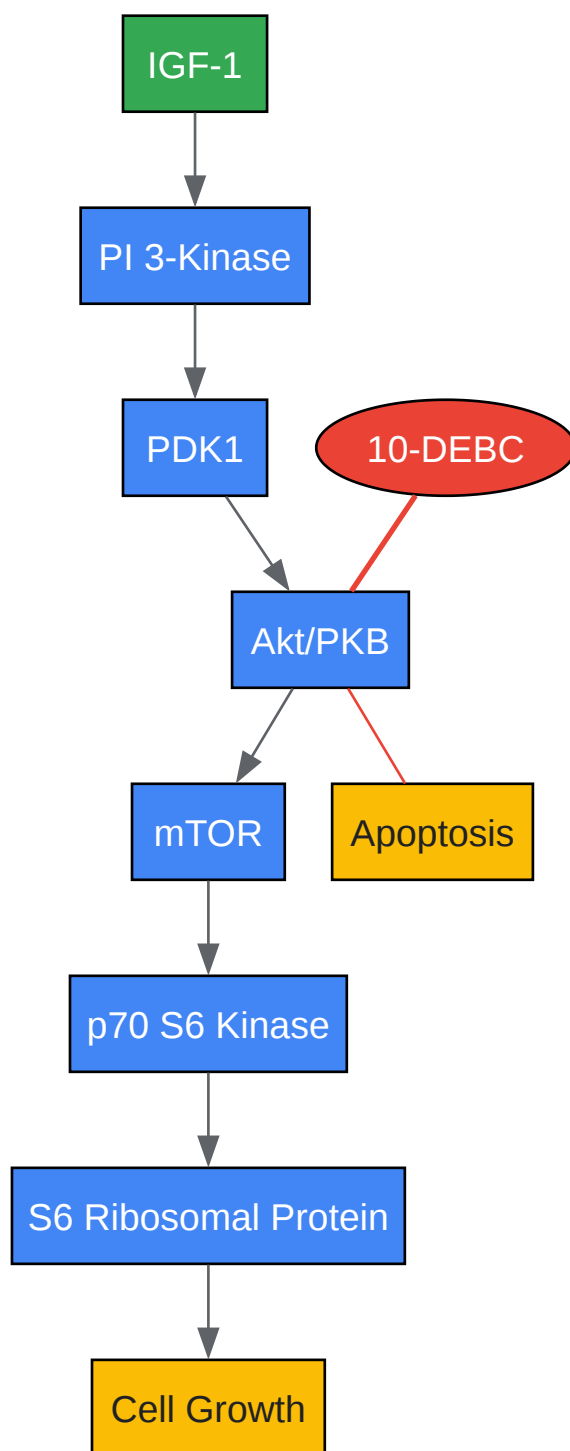 IGF-1
PI 3-Kinase
PDK1
10-DEBC
Akt/PKB
mTOR
Apoptosis
p70 S6 Kinase
S6 Ribosomal Protein
Cell Growth